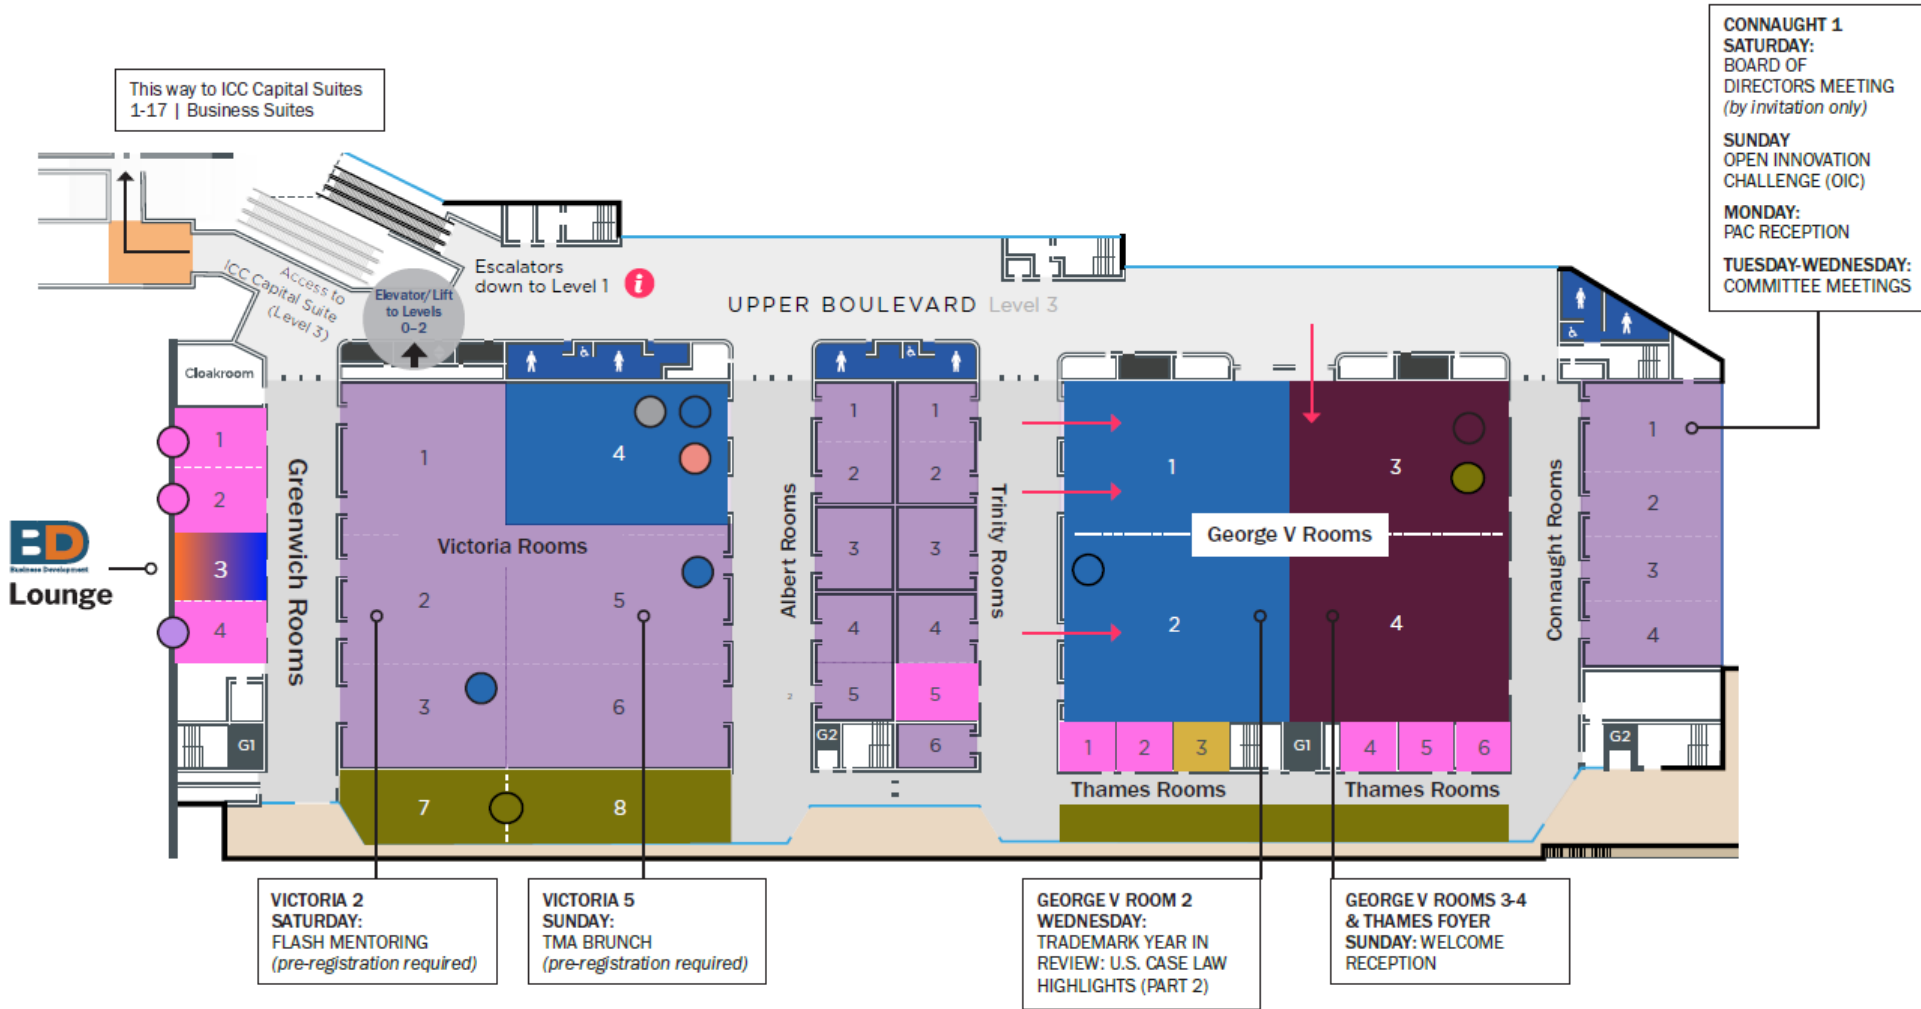 CONNAUGHT 1
SATURDAY:
BOARD OF
DIRECTORS MEETING
(by invitation only)
SUNDAY
OPEN INNOVATION
CHALLENGE (OIC)
MONDAY:
PAC RECEPTION
TUESDAY-WEDNESDAY:
COMMITTEE MEETINGS
This way to ICC Capital Suites
1-17 | Business Suites
Access to
ICC Capital Suite
(Level 3)
Elevator/Lift
to Levels
0-2
Escalators
down to Level 1
i
UPPER BOULEVARD Level 3
Cloakroom
BD
Business Development
Lounge
Greenwich Rooms
1
2
3
4
G1
Victoria Rooms
1
4
2
5
3
6
7
8
Albert Rooms
1
2
3
4
5
2
G2
Trinity Rooms
1
2
3
4
5
6
George V Rooms
1
3
2
4
1
2
3
G1
4
5
6
Thames Rooms
Thames Rooms
Connaught Rooms
1
2
3
4
G2
VICTORIA 2
SATURDAY:
FLASH MENTORING
(pre-registration required)
VICTORIA 5
SUNDAY:
TMA BRUNCH
(pre-registration required)
GEORGE V ROOM 2
WEDNESDAY:
TRADEMARK YEAR IN
REVIEW: U.S. CASE LAW
HIGHLIGHTS (PART 2)
GEORGE V ROOMS 3-4
& THAMES FOYER
SUNDAY: WELCOME
RECEPTION